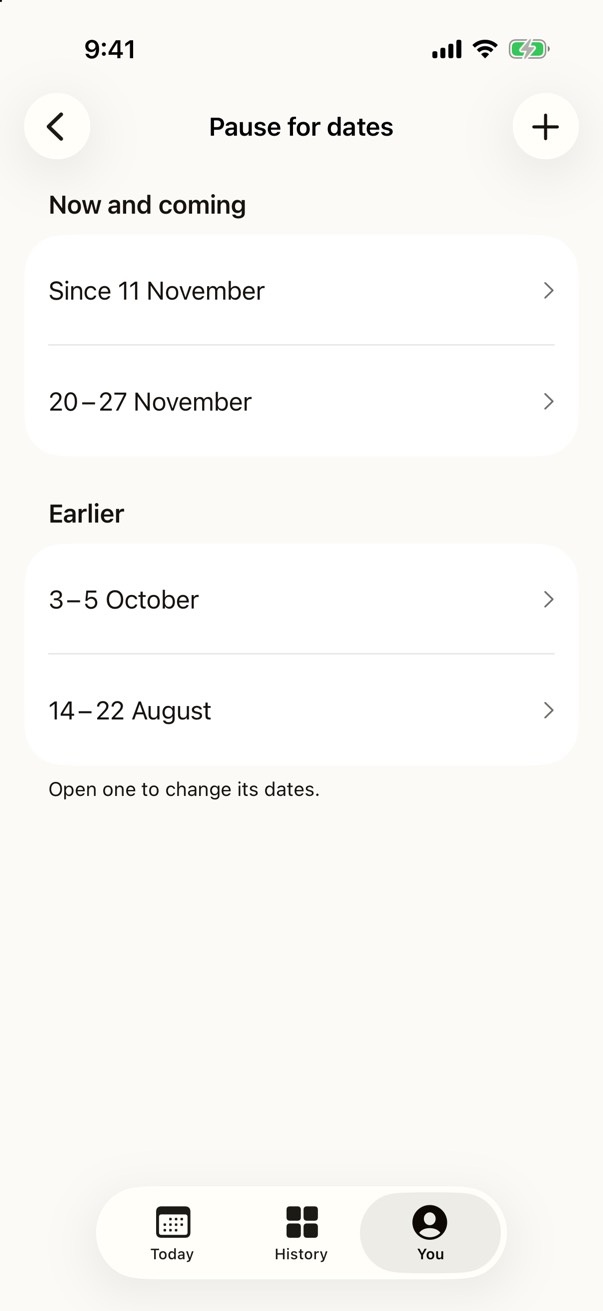 9:41
Pause for dates
Now and coming
Since 11 November
20–27 November
Earlier
3–5 October
14–22 August
Open one to change its dates.
Today
History
You